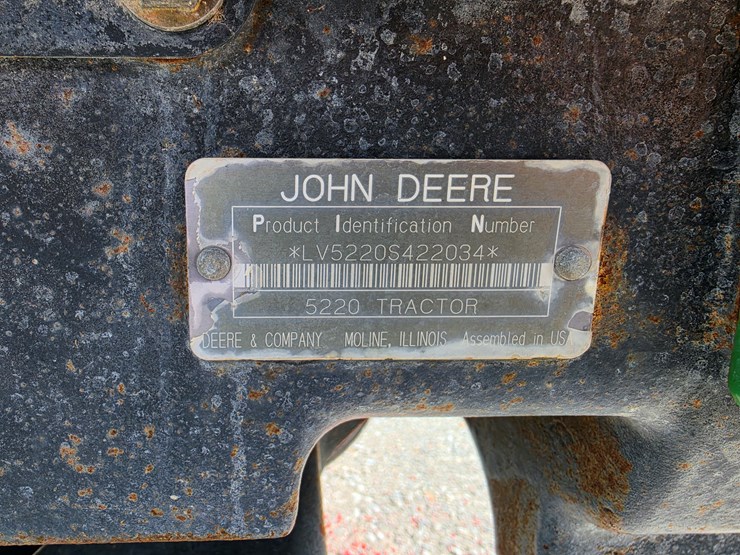 JOHN DEERE
Product Identification Number
*LV5220S422034*
5220 TRACTOR
DEERE & COMPANY MOLINE, ILLINOIS Assembled in US